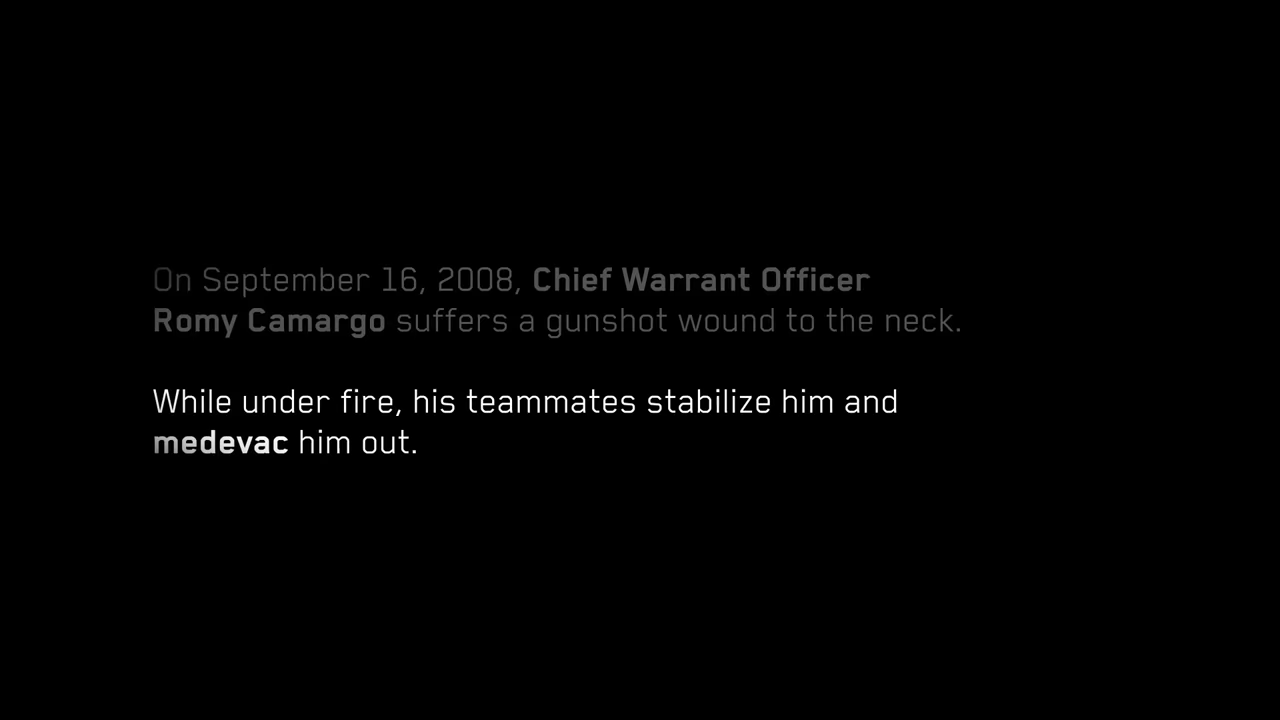 On September 16, 2008, Chief Warrant Officer
Romy Camargo suffers a gunshot wound to the neck.
While under fire, his teammates stabilize him and
medevac him out.